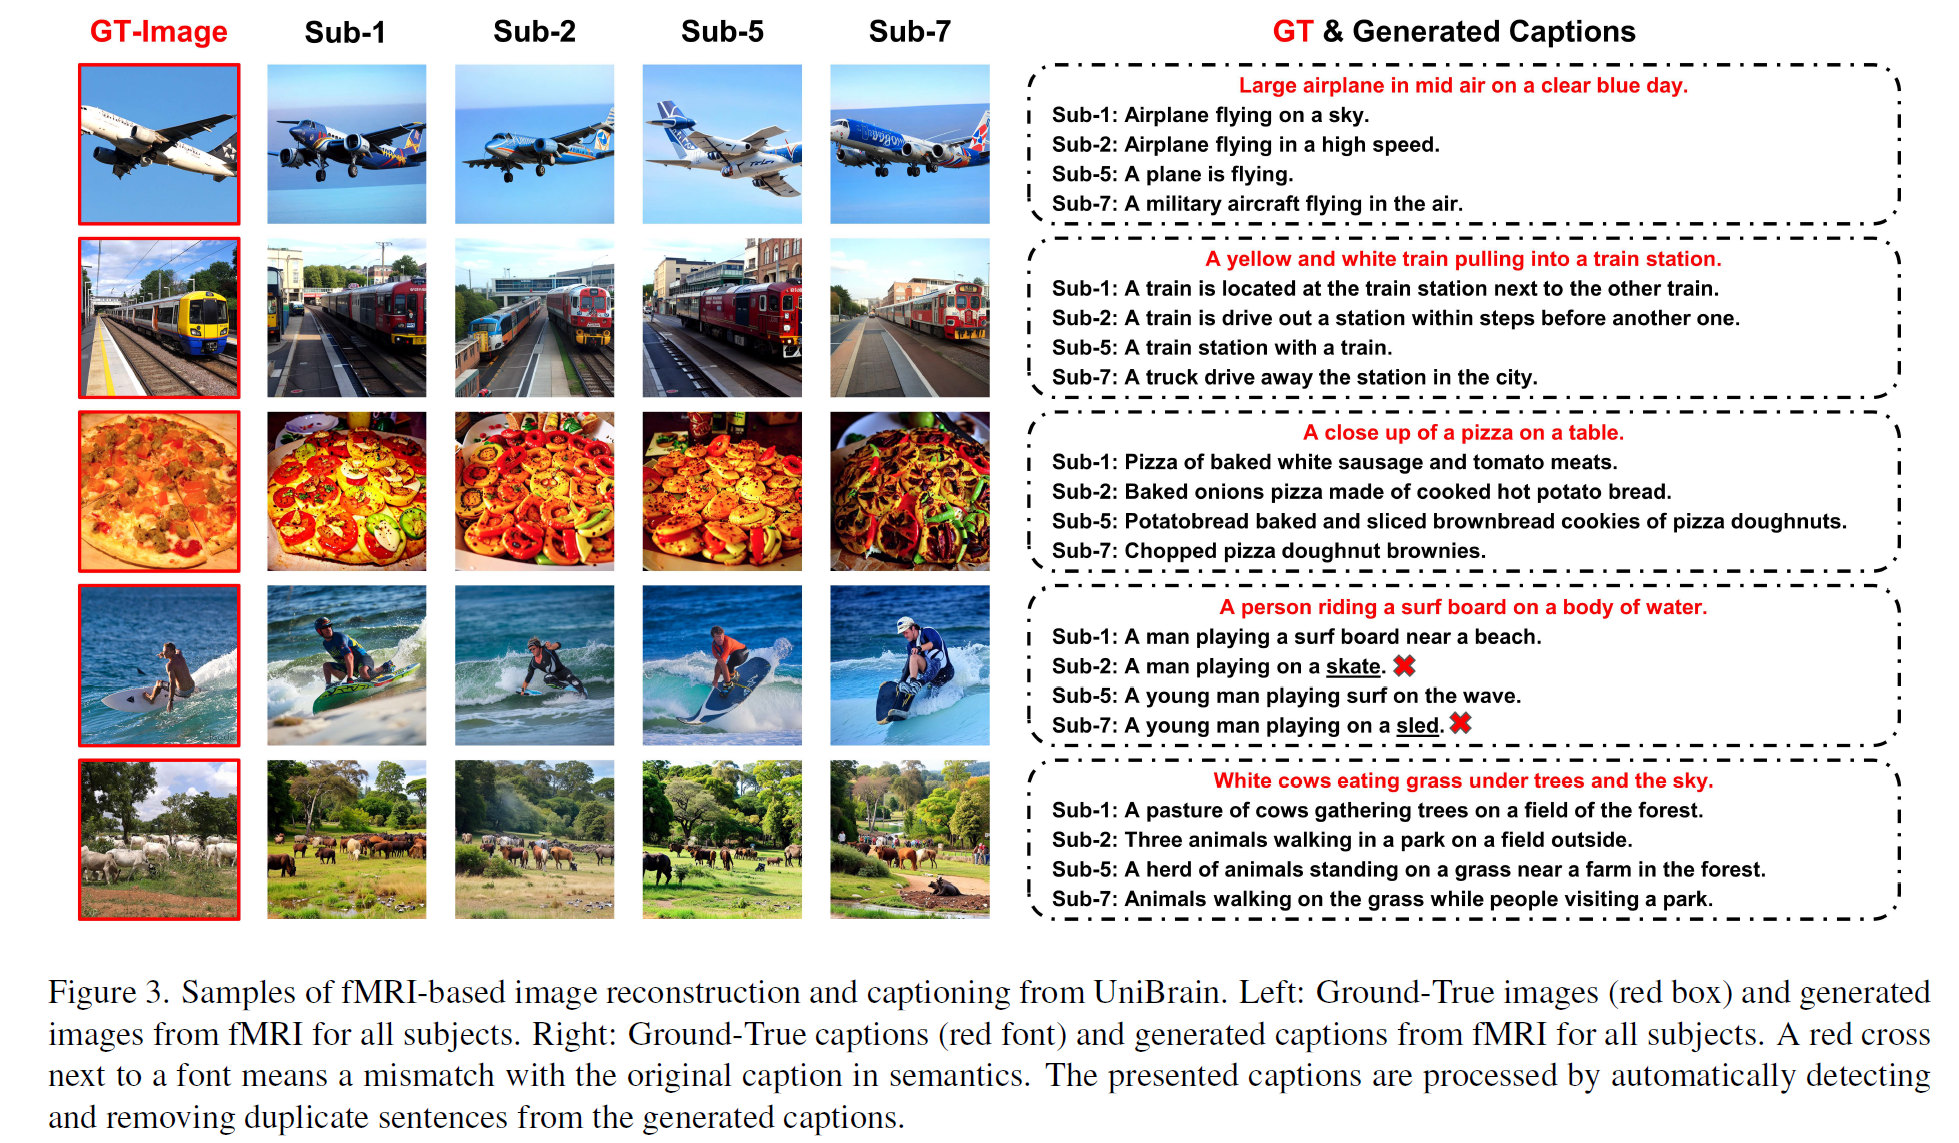 GT-Image Sub-1 Sub-2 Sub-5 Sub-7 GT & Generated Captions
Large airplane in mid air on a clear blue day.
Sub-1: Airplane flying on a sky.
Sub-2: Airplane flying in a high speed.
Sub-5: A plane is flying.
Sub-7: A military aircraft flying in the air.
A yellow and white train pulling into a train station.
Sub-1: A train is located at the train station next to the other train.
Sub-2: A train is drive out a station within steps before another one.
Sub-5: A train station with a train.
Sub-7: A truck drive away the station in the city.
A close up of a pizza on a table.
Sub-1: Pizza of baked white sausage and tomato meats.
Sub-2: Baked onions pizza made of cooked hot potato bread.
Sub-5: Potatobread baked and sliced brownbread cookies of pizza doughnuts.
Sub-7: Chopped pizza doughnut brownies.
A person riding a surf board on a body of water.
Sub-1: A man playing a surf board near a beach.
Sub-2: A man playing on a skate.
Sub-5: A young man playing surf on the wave.
Sub-7: A young man playing on a sled.
White cows eating grass under trees and the sky.
Sub-1: A pasture of cows gathering trees on a field of the forest.
Sub-2: Three animals walking in a park on a field outside.
Sub-5: A herd of animals standing on a grass near a farm in the forest.
Sub-7: Animals walking on the grass while people visiting a park.
Figure 3. Samples of fMRI-based image reconstruction and captioning from UniBrain. Left: Ground-True images (red box) and generated
images from fMRI for all subjects. Right: Ground-True captions (red font) and generated captions from fMRI for all subjects. A red cross
next to a font means a mismatch with the original caption in semantics. The presented captions are processed by automatically detecting
and removing duplicate sentences from the generated captions.